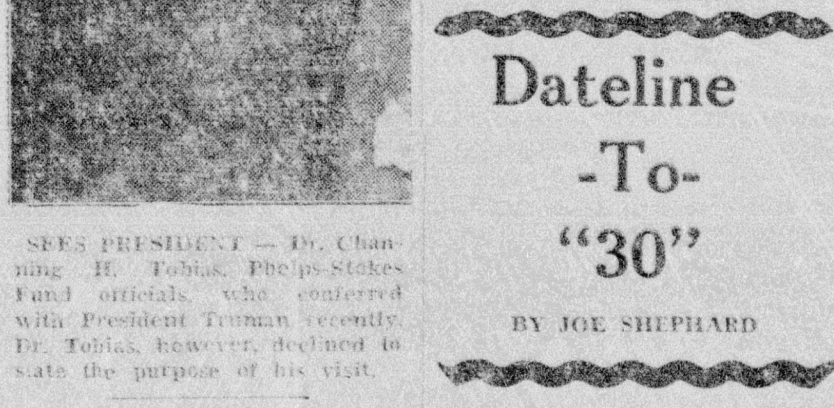 SEES PRESIDENT — Dr. Chan-
ning H. Tobias, Phelps-Stokes
Fund officials, who conferred
with President Truman recently.
Dr. Tobias, however, declined to
state the purpose of his visit.
Dateline
-To-
“30”
BY JOE SHEPHARD